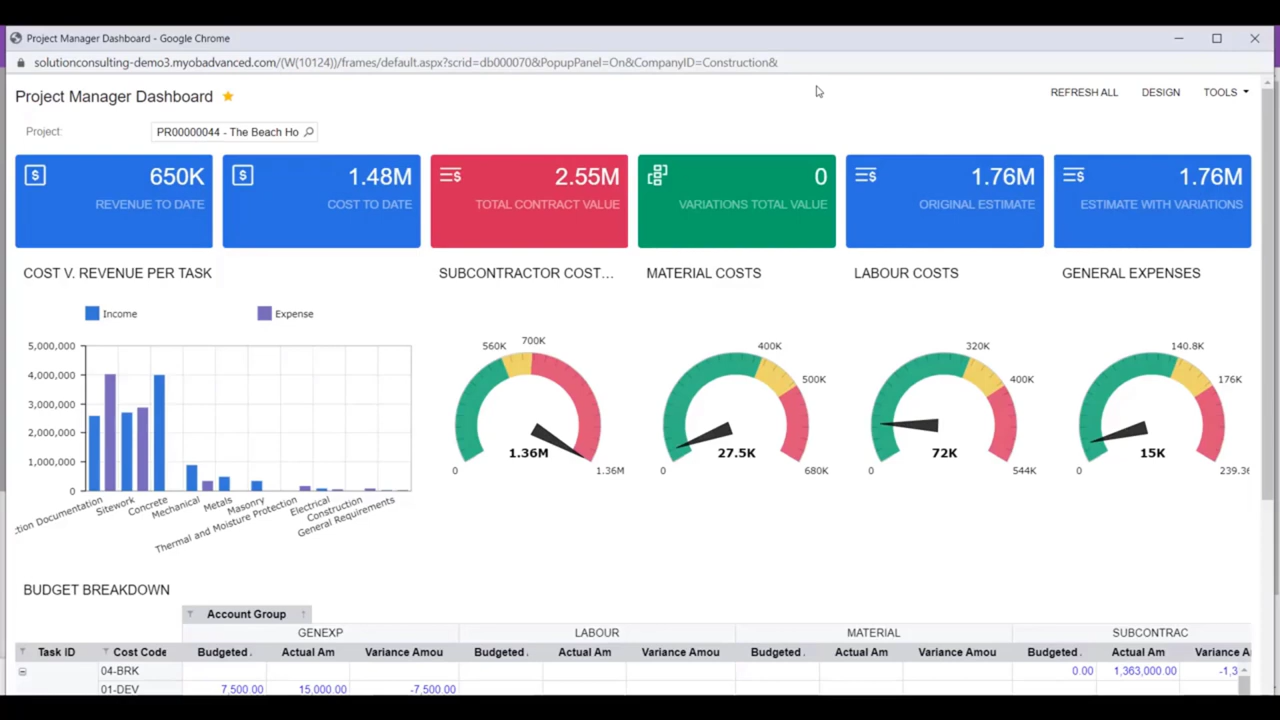 Project Manager Dashboard - Google Chrome
solutionconsulting-demo3.myobadvanced.com/(W(10124))/frames/default.aspx?scrid=db000070&PopupPanel=On&CompanyID=Construction&
Project Manager Dashboard
REFRESH ALL DESIGN TOOLS
Project: PR00000044 - The Beach Ho
650K 1.48M 2.55M 0 1.76M 1.76M
REVENUE TO DATE COST TO DATE TOTAL CONTRACT VALUE VARIATIONS TOTAL VALUE ORIGINAL ESTIMATE ESTIMATE WITH VARIATIONS
COST V. REVENUE PER TASK SUBCONTRACTOR COST... MATERIAL COSTS LABOUR COSTS GENERAL EXPENSES
Income Expense
5,000,000
4,000,000
3,000,000
2,000,000
1,000,000
0
...ction Documentation
Sitework
Concrete
Mechanical
Metals
Masonry
Thermal and Moisture Protection
Electrical
Construction
General Requirements
560K 700K
1.36M
0 1.36M
400K
500K
27.5K
0 680K
320K
400K
72K
0 544K
140.8K
176K
15K
0 239.36
BUDGET BREAKDOWN
Account Group
GENEXP LABOUR MATERIAL SUBCONTRAC
Task ID Cost Code Budgeted Actual Am Variance Amou Budgeted Actual Am Variance Amou Budgeted Actual Am Variance Amou Budgeted Actual Am Variance A
04-BRK 0.00 1,363,000.00 -1,3
01-DEV 7,500.00 15,000.00 -7,500.00